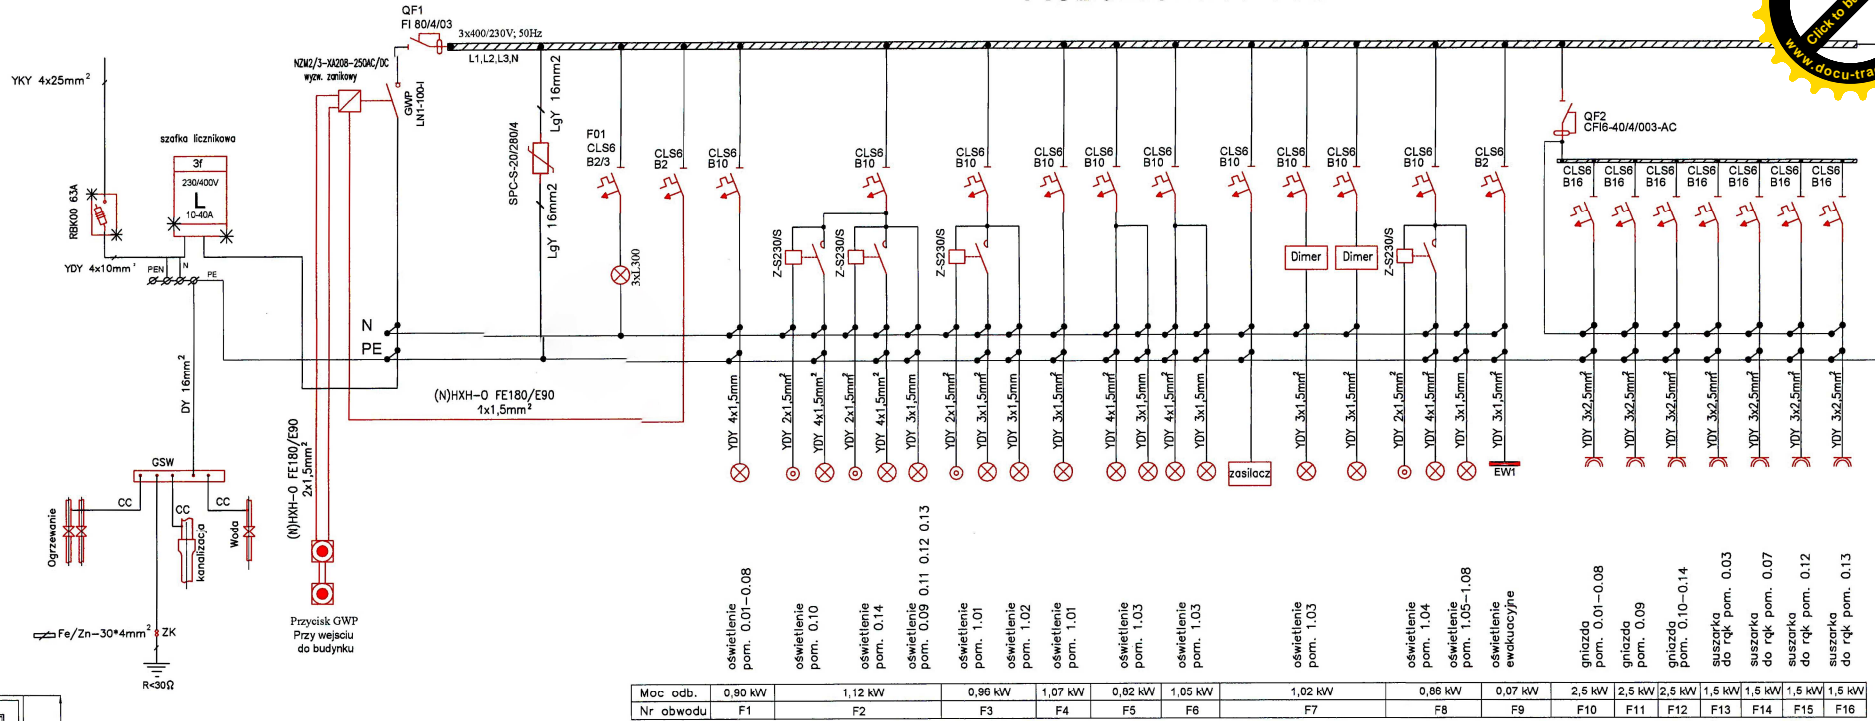 QF1
FI 80/4/03
3x400/230V; 50Hz
L1,L2,L3,N
NZM2/3-XA208-250AC/DC
wyzw. zanikowy
GWP
LN1-100-I
YKY 4x25mm²
szafka licznikowa
3f
230/400V
L
10-40A
RBK00 63A
YDY 4x10mm²
PEN
N
PE
DY 16mm²
GSW
CC
CC
CC
Ogrzewanie
kanalizacja
Woda
Fe/Zn-30*4mm²
ZK
R<30Ω
(N)HXH-O FE180/E90
2x1,5mm²
Przycisk GWP
Przy wejsciu
do budynku
N
PE
(N)HXH-O FE180/E90
1x1,5mm²
LgY 16mm2
SPC-S-20/280/4
LgY 16mm2
F01
CLS6
B2/3
3xL300
CLS6
B2
CLS6
B10
CLS6
B10
CLS6
B10
CLS6
B10
CLS6
B10
CLS6
B10
CLS6
B10
CLS6
B10
CLS6
B10
CLS6
B10
CLS6
B2
Z-S230/S
Z-S230/S
Z-S230/S
Dimer
Dimer
Z-S230/S
QF2
CFI6-40/4/003-AC
CLS6
B16
CLS6
B16
CLS6
B16
CLS6
B16
CLS6
B16
CLS6
B16
CLS6
B16
YDY 4x1,5mm²
YDY 2x1,5mm²
YDY 4x1,5mm²
YDY 2x1,5mm²
YDY 4x1,5mm²
YDY 3x1,5mm²
YDY 2x1,5mm²
YDY 3x1,5mm²
YDY 3x1,5mm²
YDY 4x1,5mm²
YDY 4x1,5mm²
YDY 3x1,5mm²
YDY 4x1,5mm²
YDY 3x1,5mm²
YDY 3x1,5mm²
YDY 3x1,5mm²
YDY 2x1,5mm²
YDY 4x1,5mm²
YDY 3x1,5mm²
YDY 3x1,5mm²
YDY 3x2,5mm²
YDY 3x2,5mm²
YDY 3x2,5mm²
YDY 3x2,5mm²
YDY 3x2,5mm²
YDY 3x2,5mm²
YDY 3x2,5mm²
zasilacz
EW1
oświetlenie
pom. 0.01-0.08
oświetlenie
pom. 0.10
oświetlenie
pom. 0.14
oświetlenie
pom. 0.09 0.11 0.12 0.13
oświetlenie
pom. 1.01
oświetlenie
pom. 1.02
oświetlenie
pom. 1.01
oświetlenie
pom. 1.03
oświetlenie
pom. 1.03
oświetlenie
pom. 1.03
oświetlenie
pom. 1.04
oświetlenie
pom. 1.05-1.08
oświetlenie
ewakuacyjne
gniazda
pom. 0.01-0.08
gniazda
pom. 0.09
gniazda
pom. 0.10-0.14
suszarka
do rąk pom. 0.03
suszarka
do rąk pom. 0.07
suszarka
do rąk pom. 0.12
suszarka
do rąk pom. 0.13
Moc odb. 0,90 kW 1,12 kW 0,96 kW 1,07 kW 0,82 kW 1,05 kW 1,02 kW 0,86 kW 0,07 kW 2,5 kW 2,5 kW 2,5 kW 1,5 kW 1,5 kW 1,5 kW 1,5 kW
Nr obwodu F1 F2 F3 F4 F5 F6 F7 F8 F9 F10 F11 F12 F13 F14 F15 F16
Click to
www.docu-tra